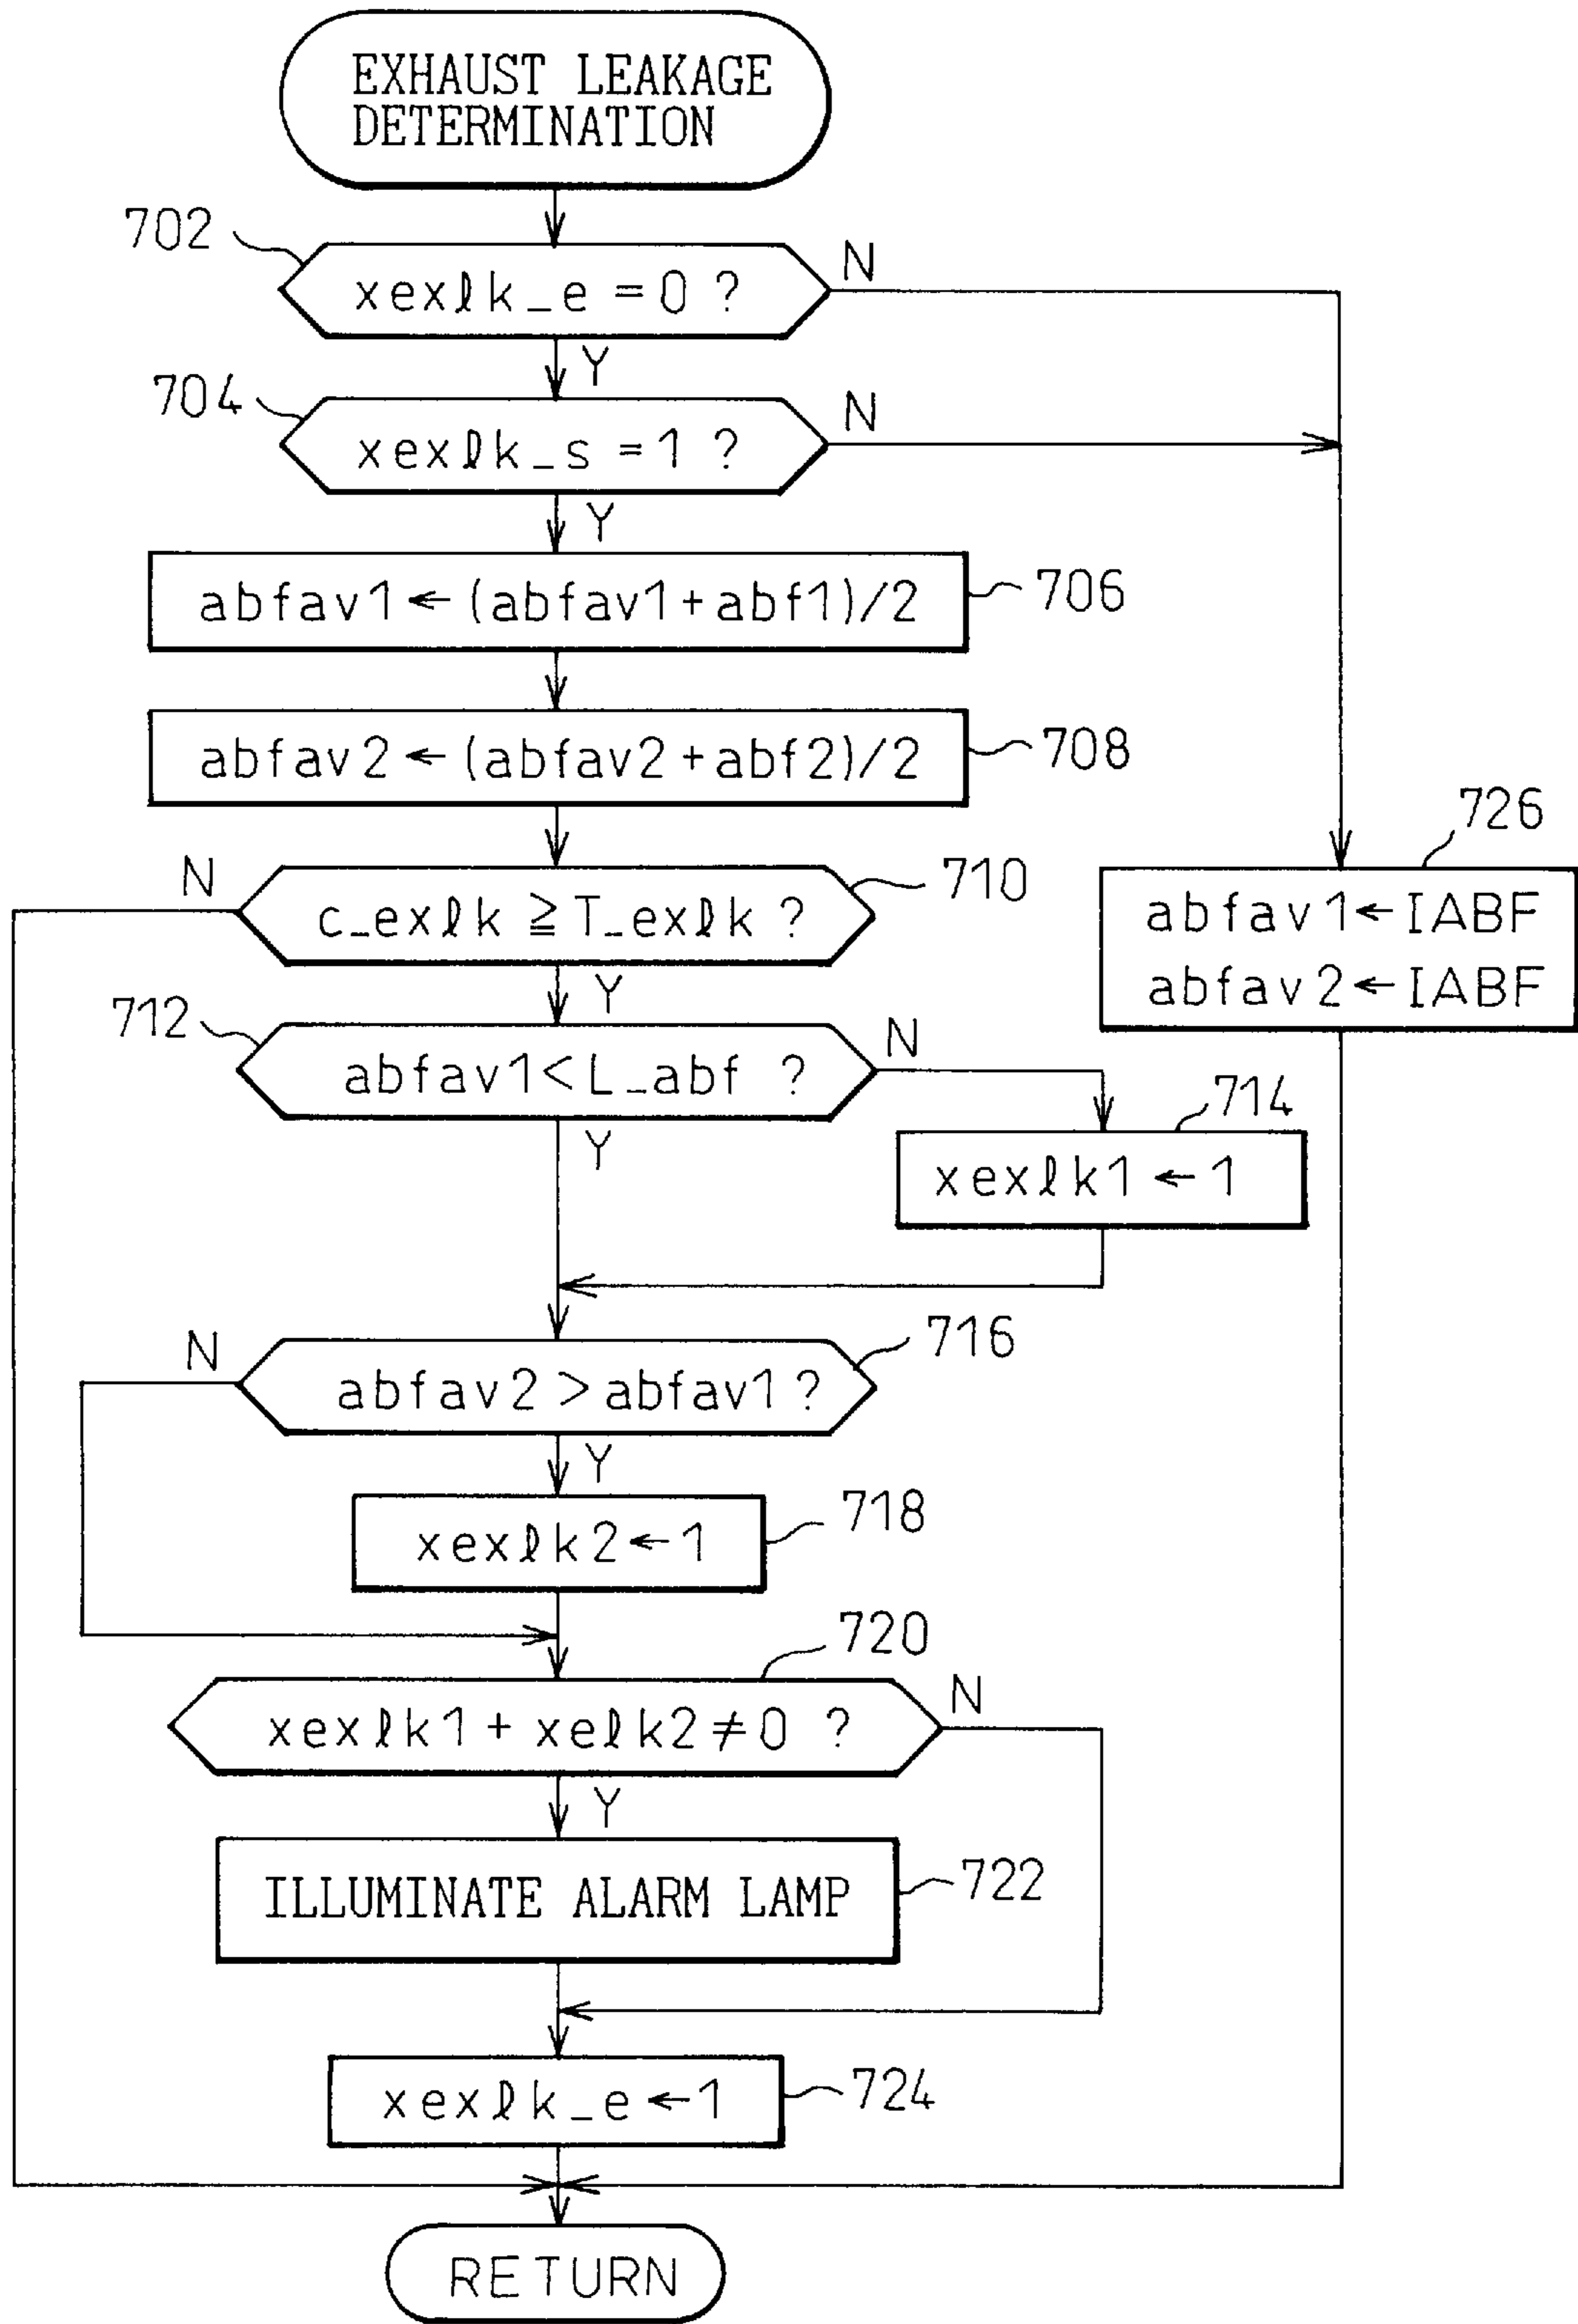 EXHAUST LEAKAGE
DETERMINATION
702
xexlk_e = 0 ?
N
Y
704
xexlk_s = 1 ?
N
Y
abfav1 ← (abfav1 + abf1)/2
706
abfav2 ← (abfav2 + abf2)/2
708
N
c_exlk ≧ T_exlk ?
710
Y
726
abfav1 ← IABF
abfav2 ← IABF
712
abfav1 < L_abf ?
N
Y
714
xexlk1 ← 1
N
abfav2 > abfav1 ?
716
Y
xexlk2 ← 1
718
720
xexlk1 + xelk2 ≠ 0 ?
N
Y
ILLUMINATE ALARM LAMP
722
xexlk_e ← 1
724
RETURN